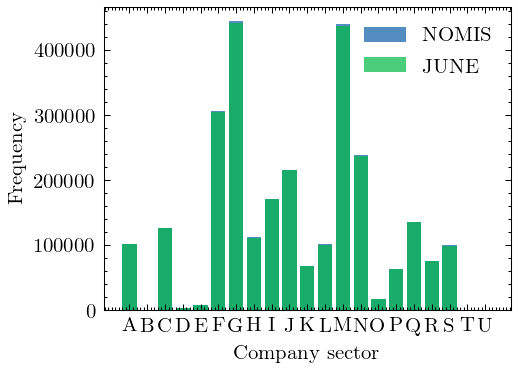 Frequency
400000
300000
200000
100000
0
NOMIS
JUNE
A B C D E F G H I J K L M N O P Q R S T U
Company sector